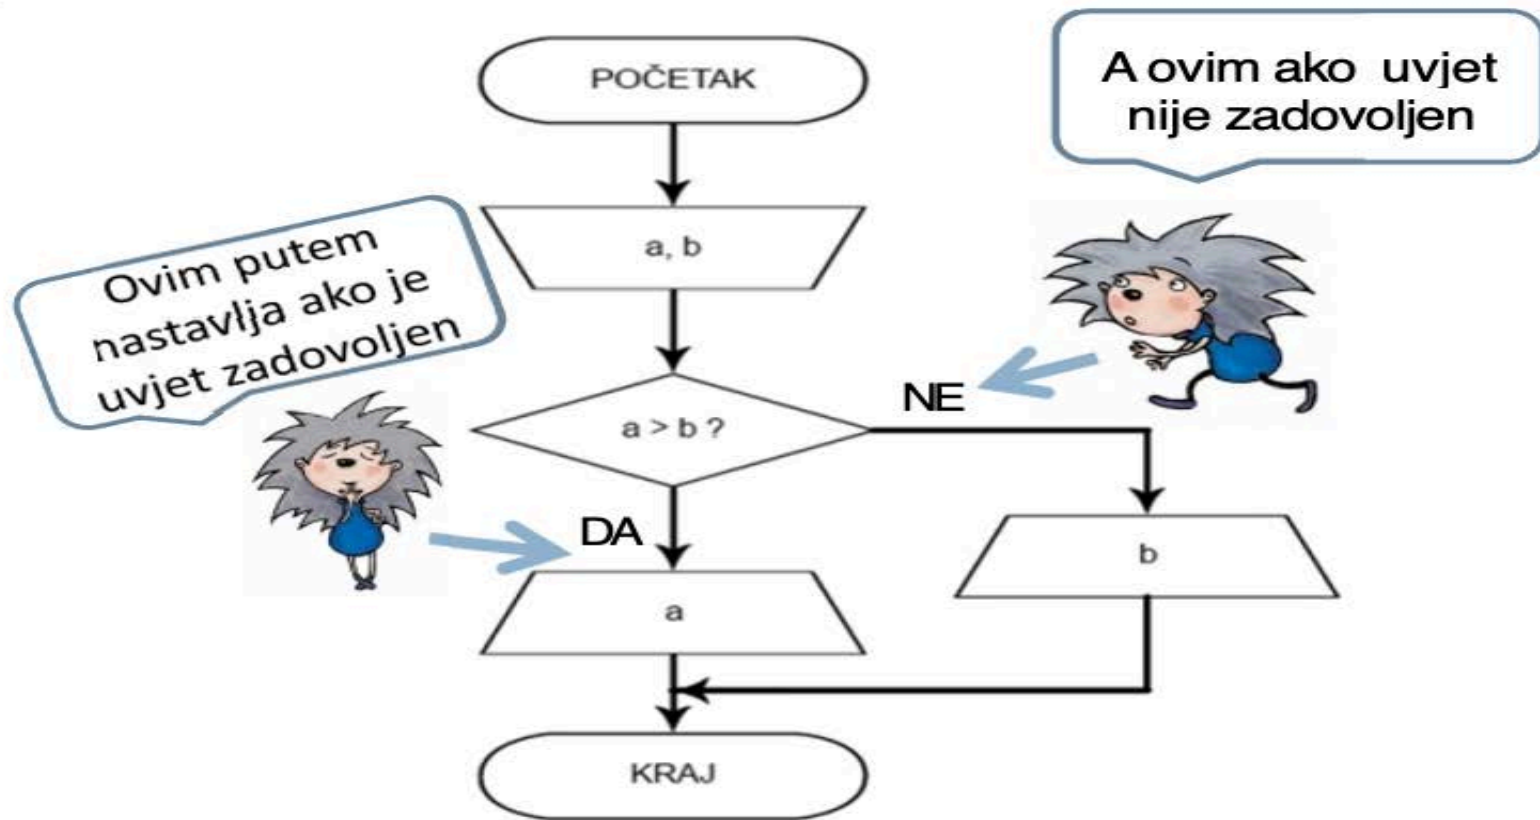 POČETAK
A ovim ako uvjet
nije zadovoljen
a, b
Ovim putem
nastavlja ako je
uvjet zadovoljen
a > b ?
NE
DA
b
a
KRAJ